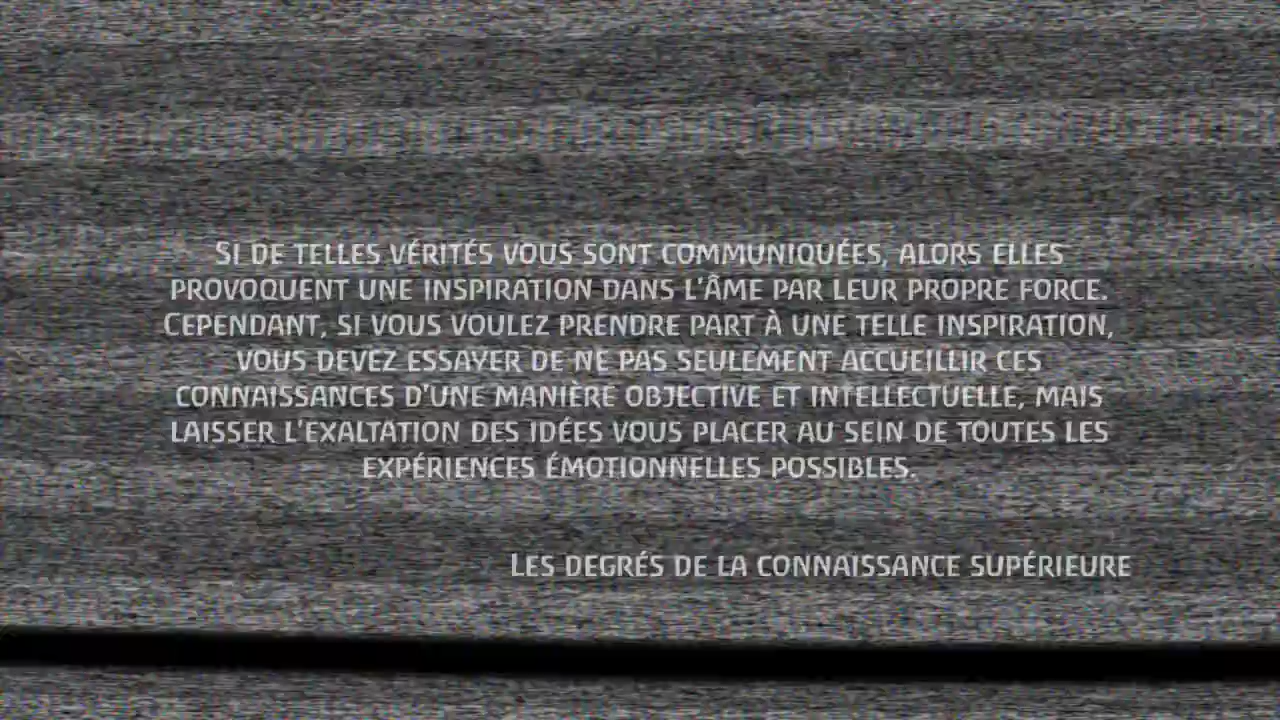 Si de telles vérités vous sont communiquées, alors elles
provoquent une inspiration dans l'âme par leur propre force.
Cependant, si vous voulez prendre part à une telle inspiration,
vous devez essayer de ne pas seulement accueillir ces
connaissances d'une manière objective et intellectuelle, mais
laisser l'exaltation des idées vous placer au sein de toutes les
expériences émotionnelles possibles.
Les degrés de la connaissance supérieure